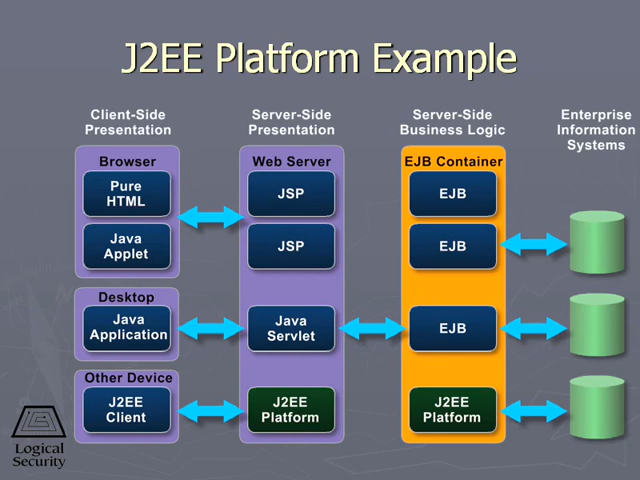 J2EE Platform Example
Client-Side
Presentation
Server-Side
Presentation
Server-Side
Business Logic
Enterprise
Information
Systems
Browser
Pure
HTML
Java
Applet
Desktop
Java
Application
Other Device
J2EE
Client
Web Server
JSP
JSP
Java
Servlet
J2EE
Platform
EJB Container
EJB
EJB
EJB
J2EE
Platform
Logical
Security